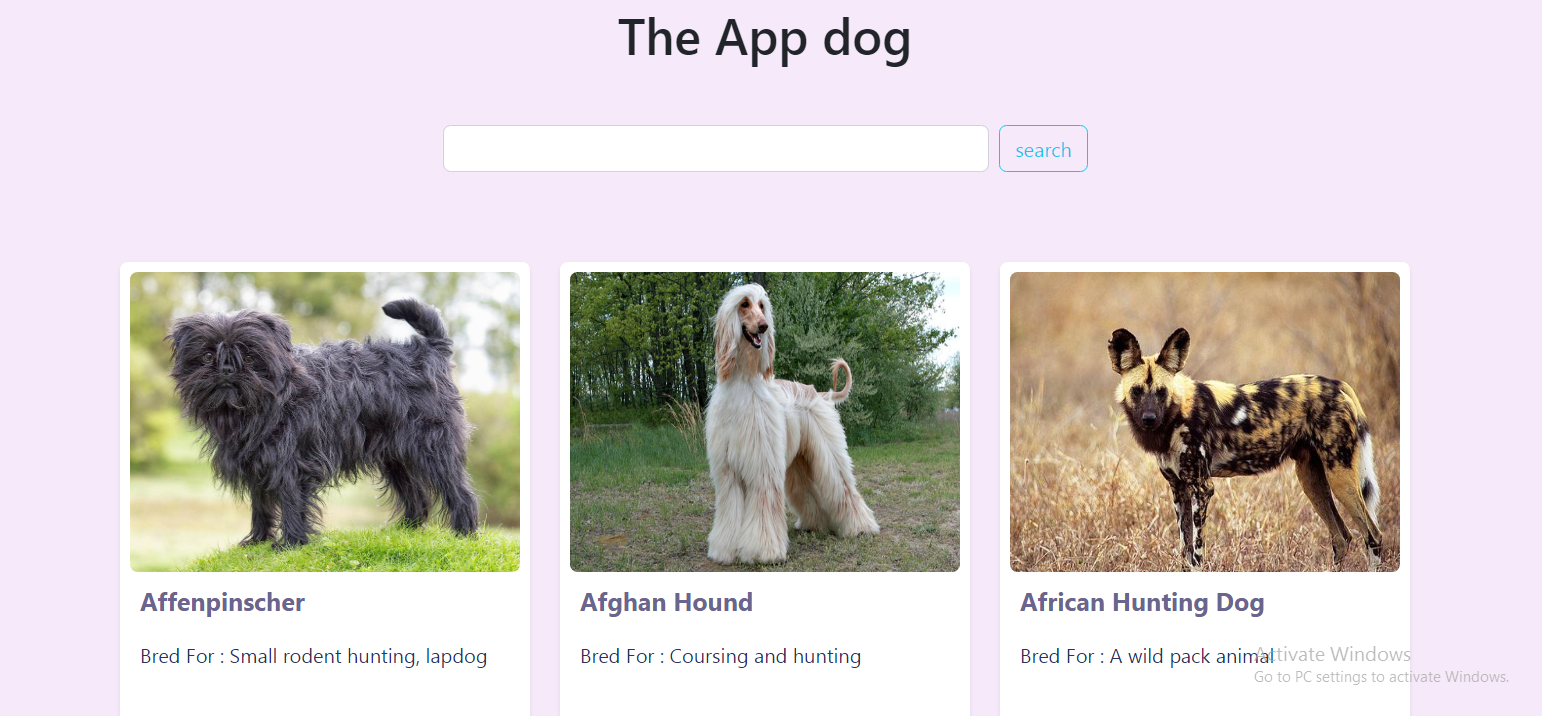 The App dog
search
Affenpinscher
Afghan Hound
African Hunting Dog
Bred For : Small rodent hunting, lapdog
Bred For : Coursing and hunting
Bred For : A wild pack animal
Activate Windows
Go to PC settings to activate Windows.